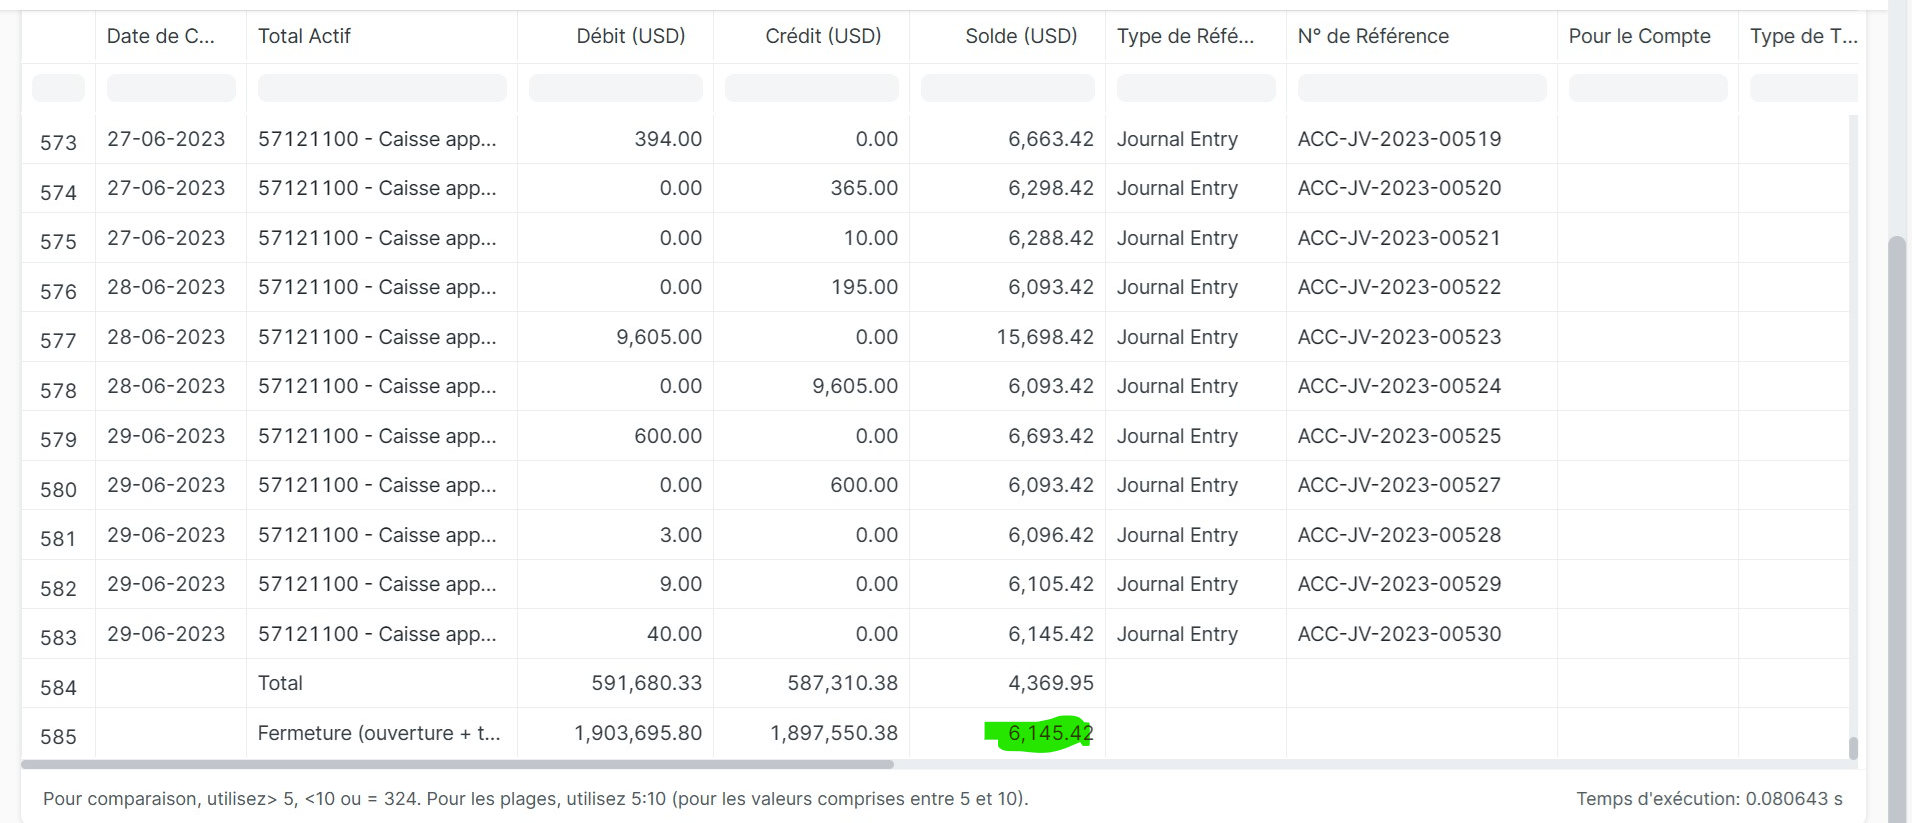 Date de C... Total Actif Débit (USD) Crédit (USD) Solde (USD) Type de Réfé... N° de Référence Pour le Compte Type de T...
573 27-06-2023 57121100 - Caisse app... 394.00 0.00 6,663.42 Journal Entry ACC-JV-2023-00519
574 27-06-2023 57121100 - Caisse app... 0.00 365.00 6,298.42 Journal Entry ACC-JV-2023-00520
575 27-06-2023 57121100 - Caisse app... 0.00 10.00 6,288.42 Journal Entry ACC-JV-2023-00521
576 28-06-2023 57121100 - Caisse app... 0.00 195.00 6,093.42 Journal Entry ACC-JV-2023-00522
577 28-06-2023 57121100 - Caisse app... 9,605.00 0.00 15,698.42 Journal Entry ACC-JV-2023-00523
578 28-06-2023 57121100 - Caisse app... 0.00 9,605.00 6,093.42 Journal Entry ACC-JV-2023-00524
579 29-06-2023 57121100 - Caisse app... 600.00 0.00 6,693.42 Journal Entry ACC-JV-2023-00525
580 29-06-2023 57121100 - Caisse app... 0.00 600.00 6,093.42 Journal Entry ACC-JV-2023-00527
581 29-06-2023 57121100 - Caisse app... 3.00 0.00 6,096.42 Journal Entry ACC-JV-2023-00528
582 29-06-2023 57121100 - Caisse app... 9.00 0.00 6,105.42 Journal Entry ACC-JV-2023-00529
583 29-06-2023 57121100 - Caisse app... 40.00 0.00 6,145.42 Journal Entry ACC-JV-2023-00530
584 Total 591,680.33 587,310.38 4,369.95
585 Fermeture (ouverture + t... 1,903,695.80 1,897,550.38 6,145.42
Pour comparaison, utilisez> 5, <10 ou = 324. Pour les plages, utilisez 5:10 (pour les valeurs comprises entre 5 et 10). Temps d'exécution: 0.080643 s